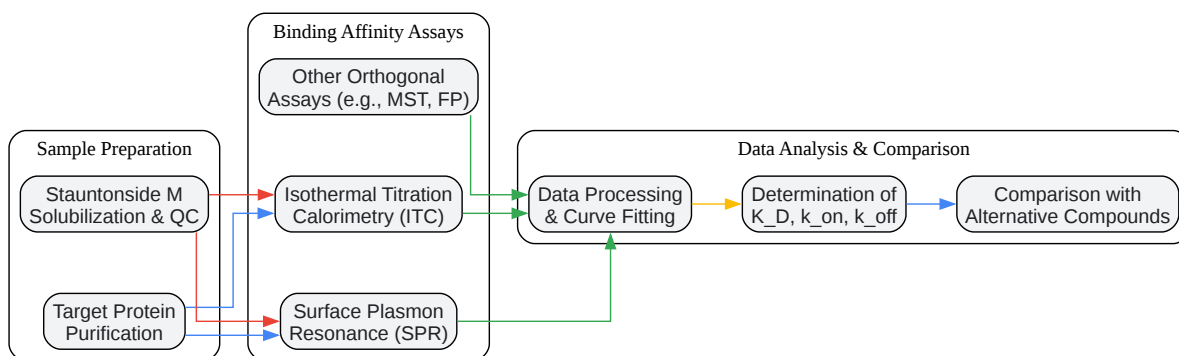 Binding Affinity Assays
Other Orthogonal
Assays (e.g., MST, FP)
Sample Preparation
Data Analysis & Comparison
Stauntonside M
Solubilization & QC
Isothermal Titration
Calorimetry (ITC)
Data Processing
& Curve Fitting
Determination of
K_D, k_on, k_off
Comparison with
Alternative Compounds
Target Protein
Purification
Surface Plasmon
Resonance (SPR)